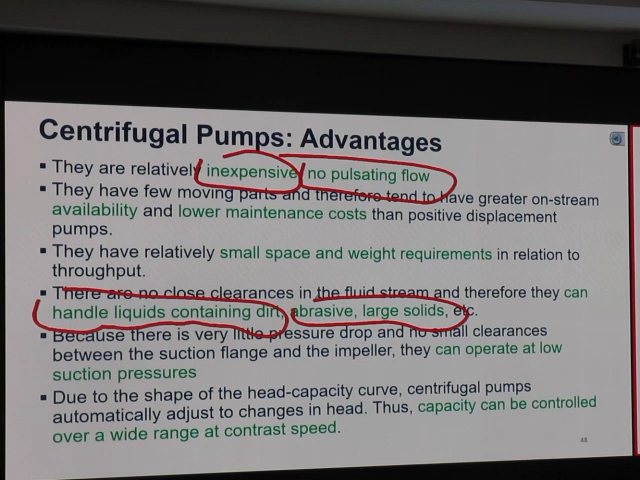 Centrifugal Pumps: Advantages
▪ They are relatively inexpensive, no pulsating flow
▪ They have few moving parts and therefore tend to have greater on-stream
availability and lower maintenance costs than positive displacement
pumps.
▪ They have relatively small space and weight requirements in relation to
throughput.
▪ There are no close clearances in the fluid stream and therefore they can
handle liquids containing dirt, abrasive, large solids, etc.
▪ Because there is very little pressure drop and no small clearances
between the suction flange and the impeller, they can operate at low
suction pressures
▪ Due to the shape of the head-capacity curve, centrifugal pumps
automatically adjust to changes in head. Thus, capacity can be controlled
over a wide range at contrast speed.
48